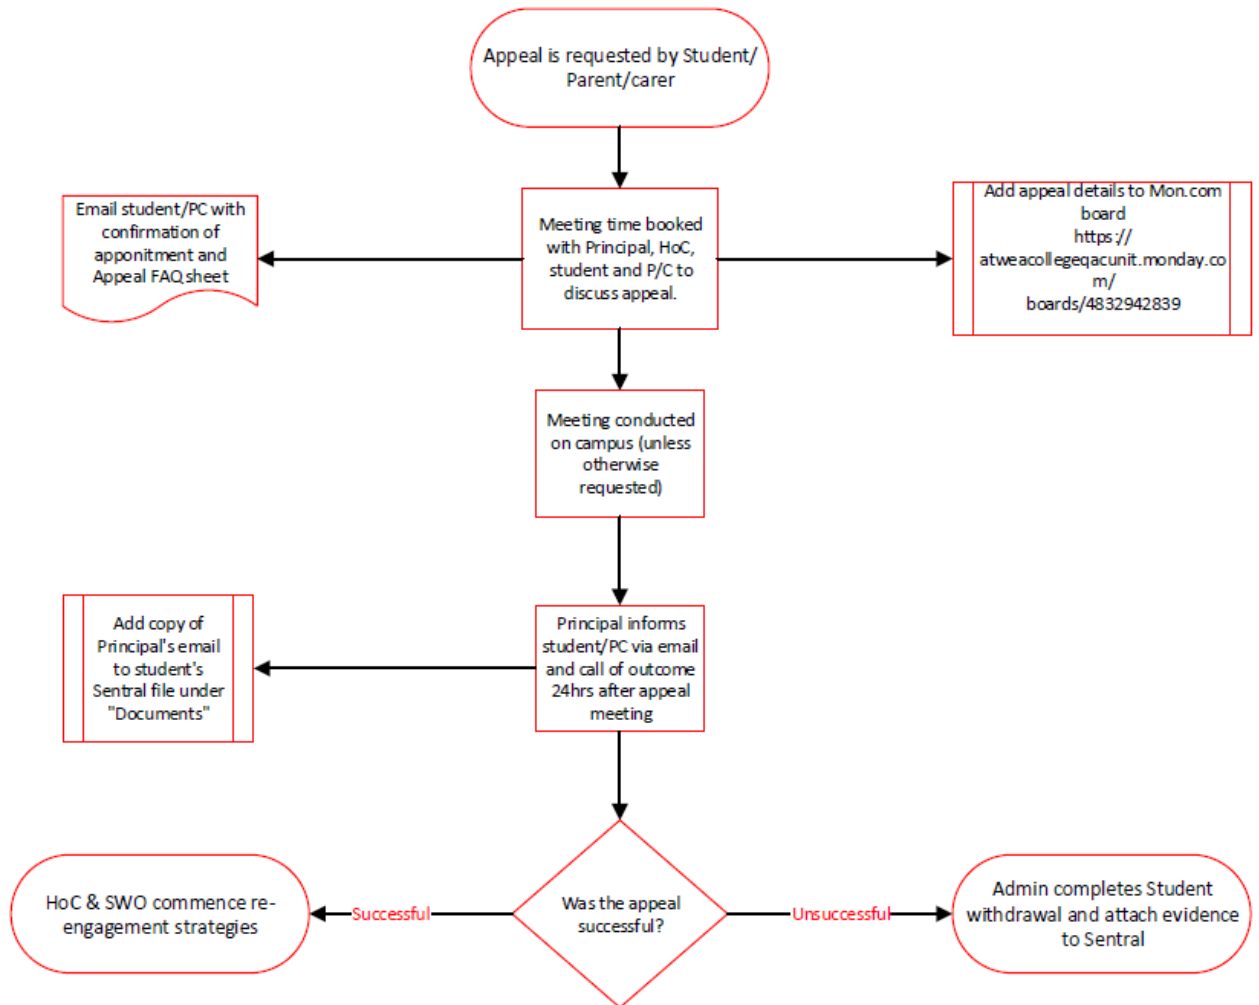 Appeal is requested by Student/
Parent/carer
Email student/PC with
confirmation of
apponitment and
Appeal FAQ sheet
Meeting time booked
with Principal, HoC,
student and P/C to
discuss appeal.
Add appeal details to Mon.com
board
https://
atweacollegeqacunit.monday.co
m/
boards/4832942839
Meeting conducted
on campus (unless
otherwise
requested)
Add copy of
Principal's email
to student's
Sentral file under
"Documents"
Principal informs
student/PC via email
and call of outcome
24hrs after appeal
meeting
HoC & SWO commence re-
engagement strategies
Successful
Was the appeal
successful?
Unsuccessful
Admin completes Student
withdrawal and attach evidence
to Sentral